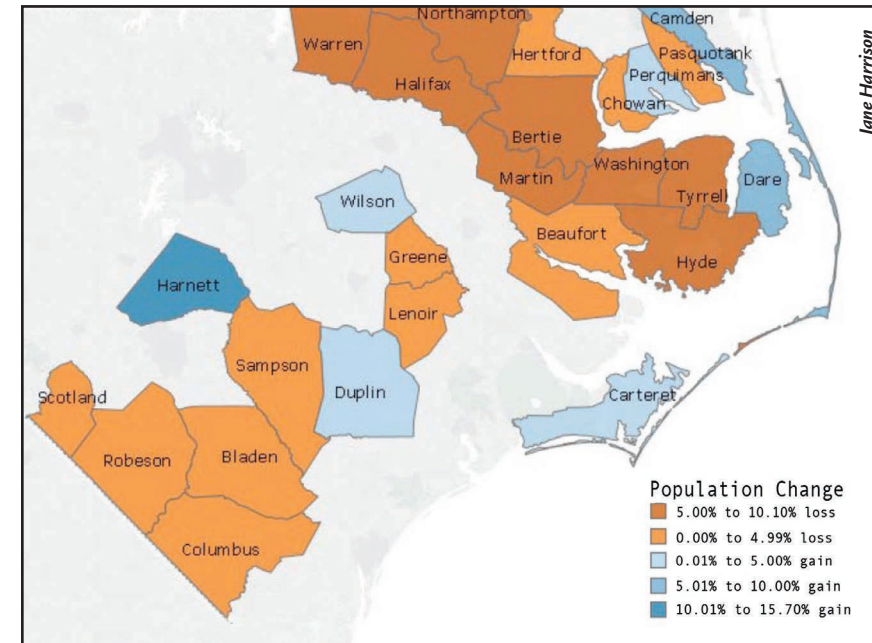 Northampton
Camden
Warren
Hertford
Pasquotank
Perquimans
Halifax
Chowan
Bertie
Washington
Martin
Dare
Tyrrell
Wilson
Beaufort
Greene
Hyde
Harnett
Lenoir
Sampson
Duplin
Carteret
Scotland
Robeson
Bladen
Columbus
Population Change
5.00% to 10.10% loss
0.00% to 4.99% loss
0.01% to 5.00% gain
5.01% to 10.00% gain
10.01% to 15.70% gain
Jane Harrison